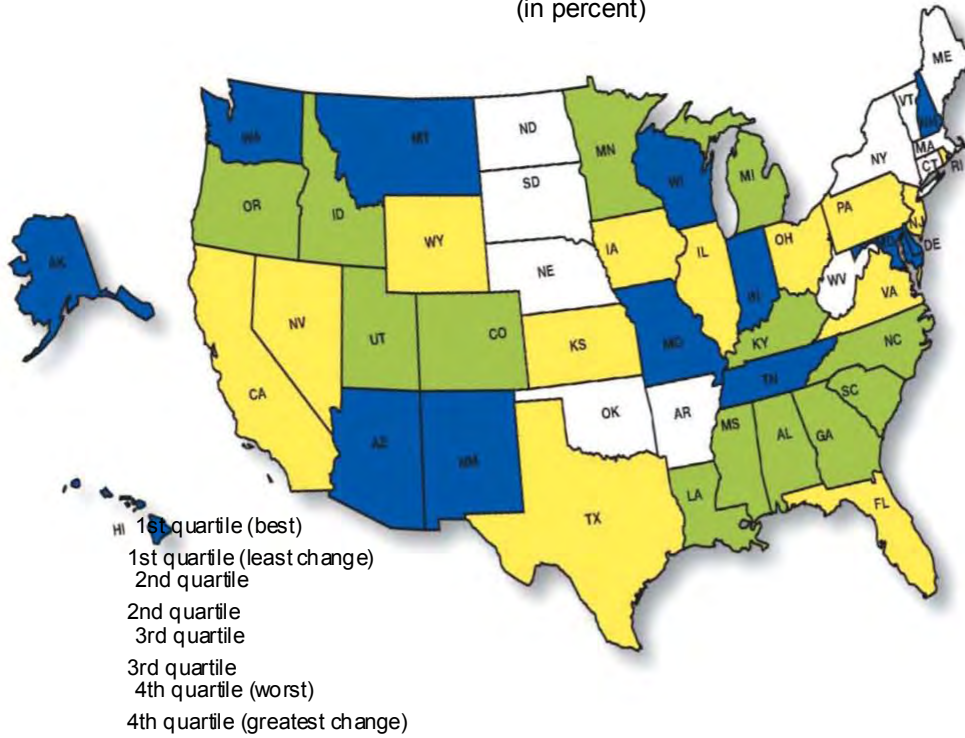 (in percent)
ME
VT
NH
WA
MT
ND
MN
MA
NY
CT
RI
SD
WI
MI
OR
ID
PA
WY
IA
NJ
IL
OH
MD
DE
AK
NE
IN
WV
VA
NV
UT
CO
KS
MO
KY
NC
CA
TN
SC
OK
AR
AZ
NM
MS
AL
GA
LA
FL
TX
HI
1st quartile (best)
1st quartile (least change)
2nd quartile
2nd quartile
3rd quartile
3rd quartile
4th quartile (worst)
4th quartile (greatest change)